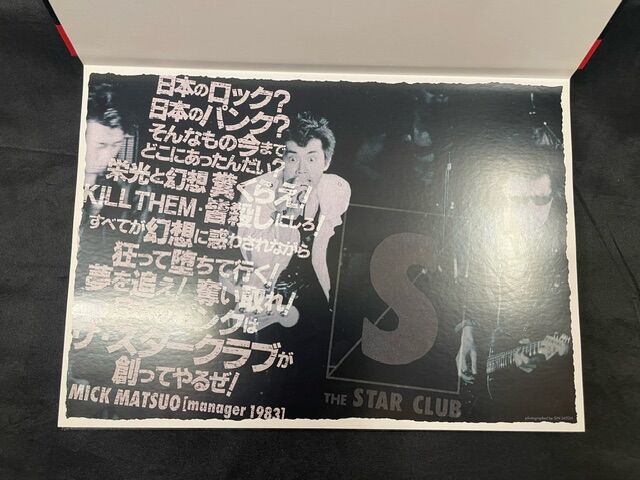 日本のロック?
日本のパンク?
そんなもの今まで
どこにあったんだい?
栄光と幻想 糞くらえ!
KILL THEM・皆殺しにしろ!
すべてが幻想に惑わされながら
狂って堕ちて行く!
夢を追え! 奪い取れ!
パンクは
ザ・スタークラブが
創ってやるぜ!
MICK MATSUO [manager 1983]
S
THE STAR CLUB
photographed by SIN SATOH